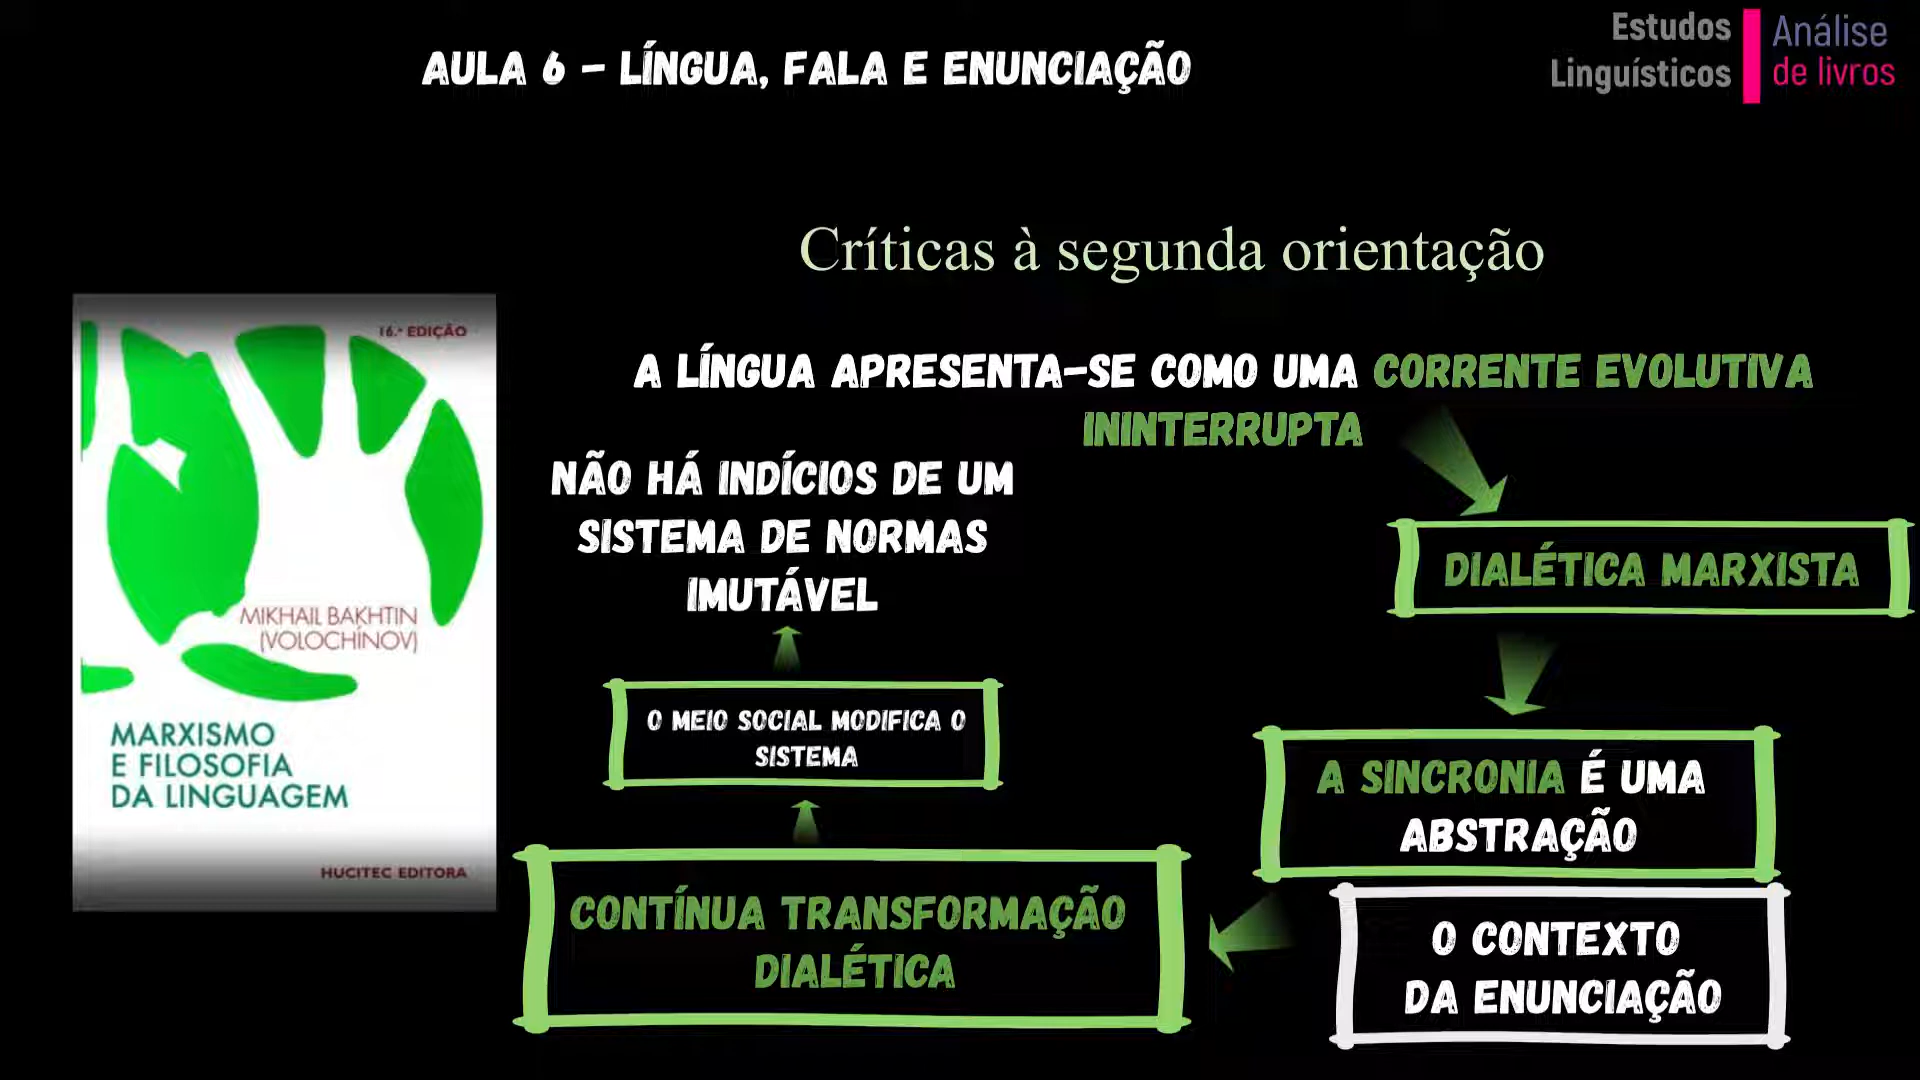 AULA 6 – LÍNGUA, FALA E ENUNCIAÇÃO
Estudos
Linguísticos
Análise
de livros
Críticas à segunda orientação
16.ª EDIÇÃO
MIKHAIL BAKHTIN
(VOLOCHÍNOV)
MARXISMO
E FILOSOFIA
DA LINGUAGEM
HUCITEC EDITORA
A LÍNGUA APRESENTA-SE COMO UMA CORRENTE EVOLUTIVA
ININTERRUPTA
NÃO HÁ INDÍCIOS DE UM
SISTEMA DE NORMAS
IMUTÁVEL
DIALÉTICA MARXISTA
O MEIO SOCIAL MODIFICA O
SISTEMA
A SINCRONIA É UMA
ABSTRAÇÃO
CONTÍNUA TRANSFORMAÇÃO
DIALÉTICA
O CONTEXTO
DA ENUNCIAÇÃO